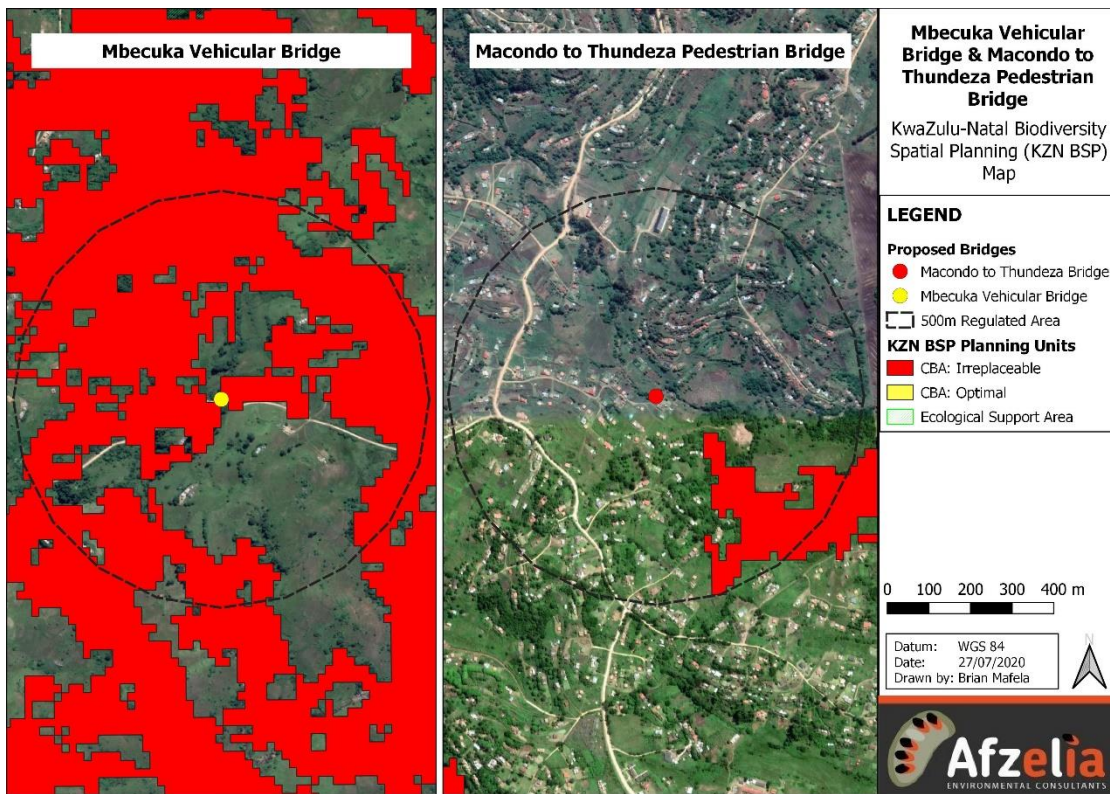 Mbecuka Vehicular Bridge
Macondo to Thundeza Pedestrian Bridge
Mbecuka Vehicular
Bridge & Macondo to
Thundeza Pedestrian
Bridge
KwaZulu-Natal Biodiversity
Spatial Planning (KZN BSP)
Map
LEGEND
Proposed Bridges
Macondo to Thundeza Bridge
Mbecuka Vehicular Bridge
500m Regulated Area
KZN BSP Planning Units
CBA: Irreplaceable
CBA: Optimal
Ecological Support Area
0 100 200 300 400 m
Datum: WGS 84
Date: 27/07/2020
Drawn by: Brian Mafela
N
Afzelia
ENVIRONMENTAL CONSULTANTS